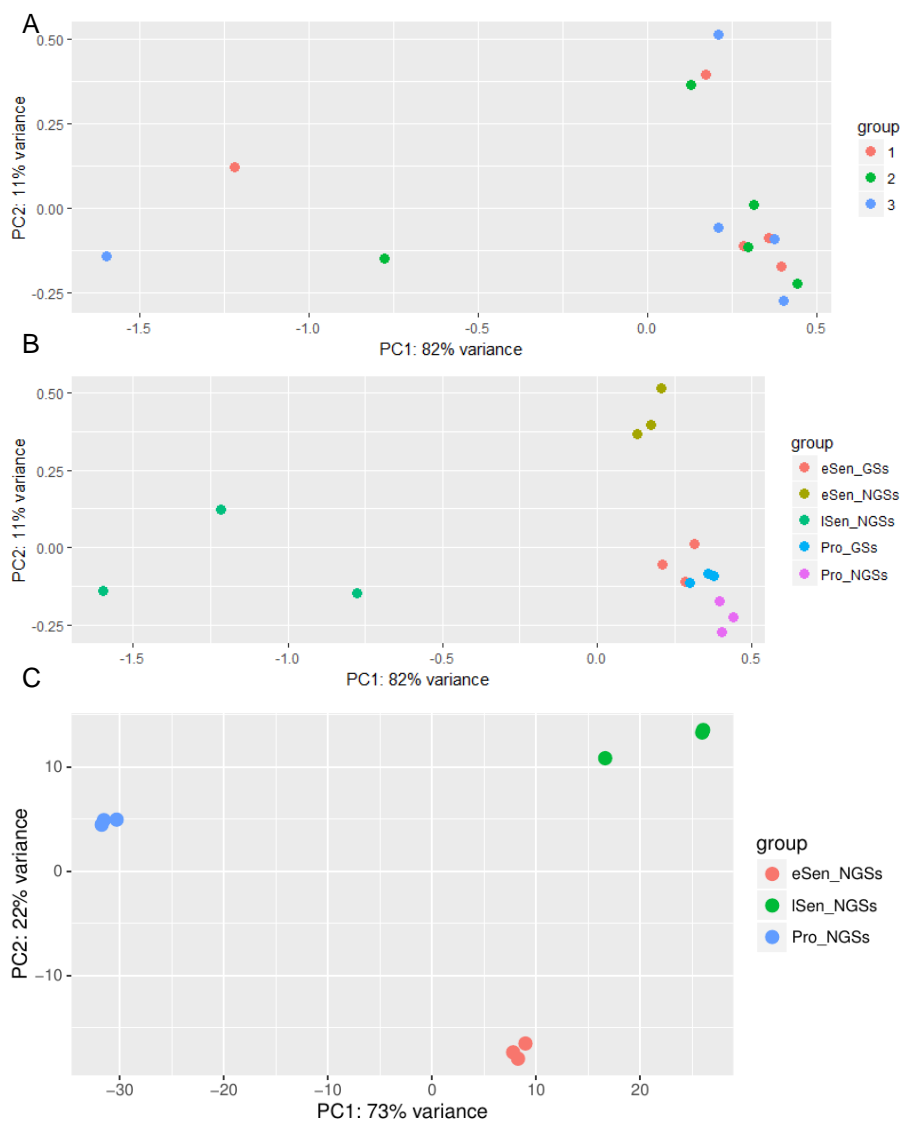 A
0.50
0.25
0.00
-0.25
PC2: 11% variance
-1.5 -1.0 -0.5 0.0 0.5
PC1: 82% variance
group
1
2
3
B
0.50
0.25
0.00
-0.25
PC2: 11% variance
-1.5 -1.0 -0.5 0.0 0.5
PC1: 82% variance
group
eSen_GSs
eSen_NGSs
lSen_NGSs
Pro_GSs
Pro_NGSs
C
10
0
−10
PC2: 22% variance
−30 −20 −10 0 10 20
PC1: 73% variance
group
eSen_NGSs
lSen_NGSs
Pro_NGSs